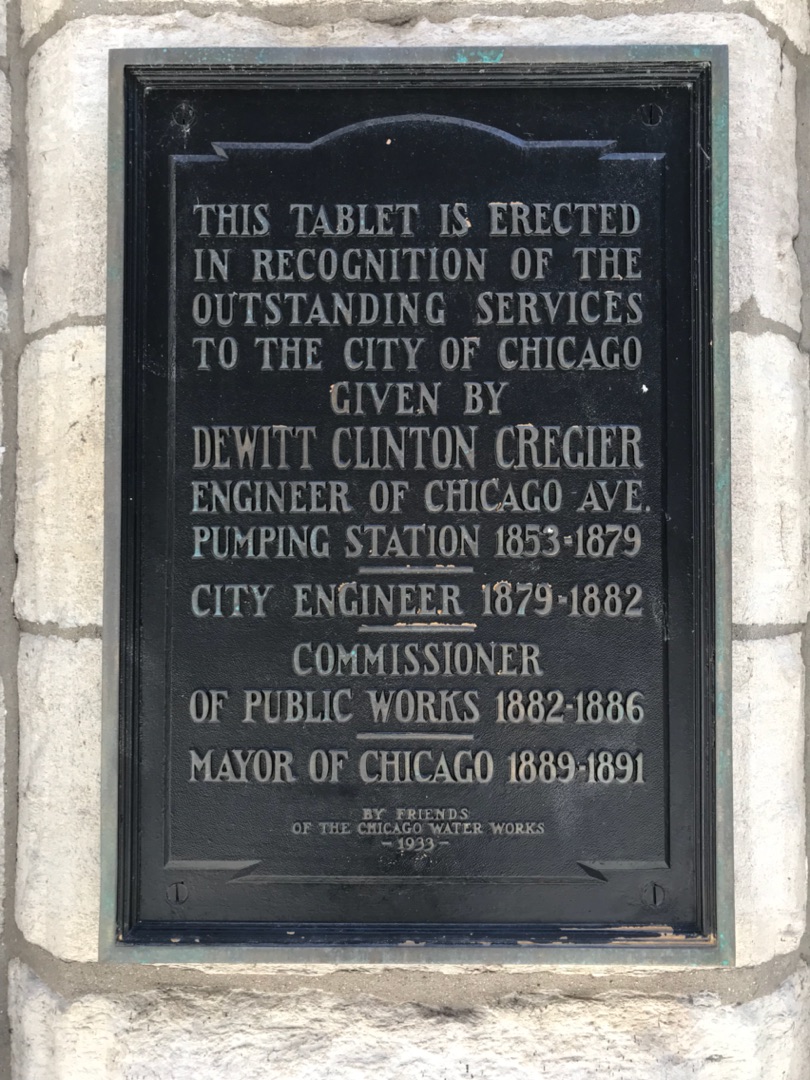 THIS TABLET IS ERECTED
IN RECOGNITION OF THE
OUTSTANDING SERVICES
TO THE CITY OF CHICAGO
GIVEN BY
DEWITT CLINTON CREGIER
ENGINEER OF CHICAGO AVE.
PUMPING STATION 1853-1879
CITY ENGINEER 1879-1882
COMMISSIONER
OF PUBLIC WORKS 1882-1886
MAYOR OF CHICAGO 1889-1891
BY FRIENDS
OF THE CHICAGO WATER WORKS
- 1933 -